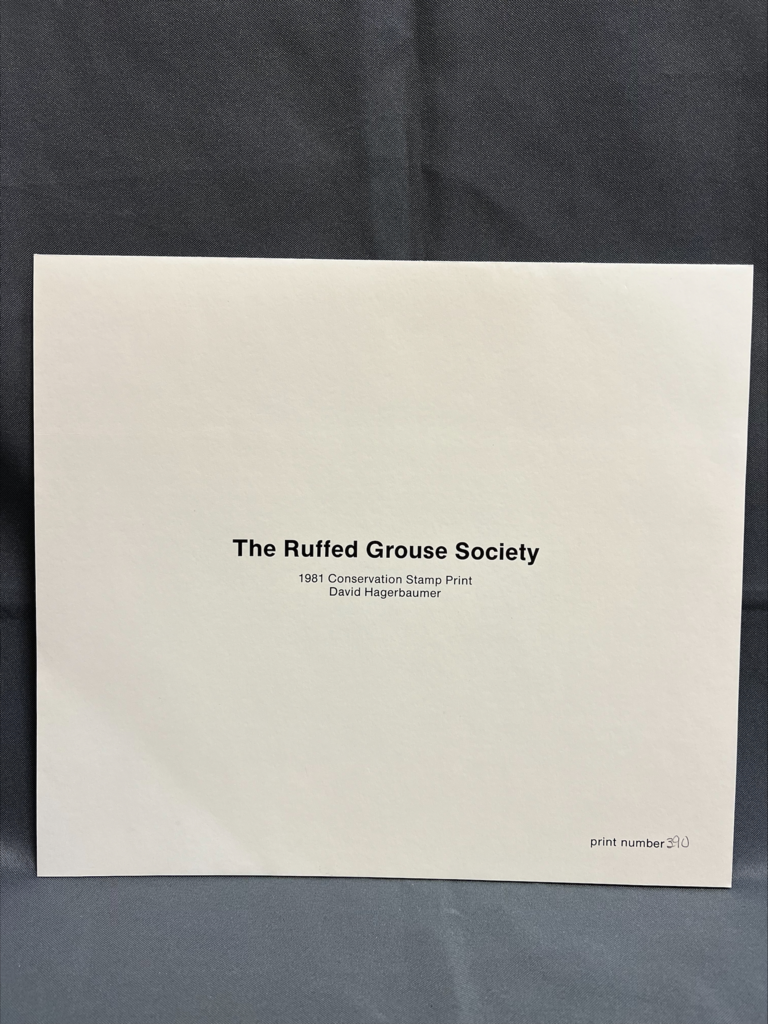 The Ruffed Grouse Society
1981 Conservation Stamp Print
David Hagerbaumer
print number 390